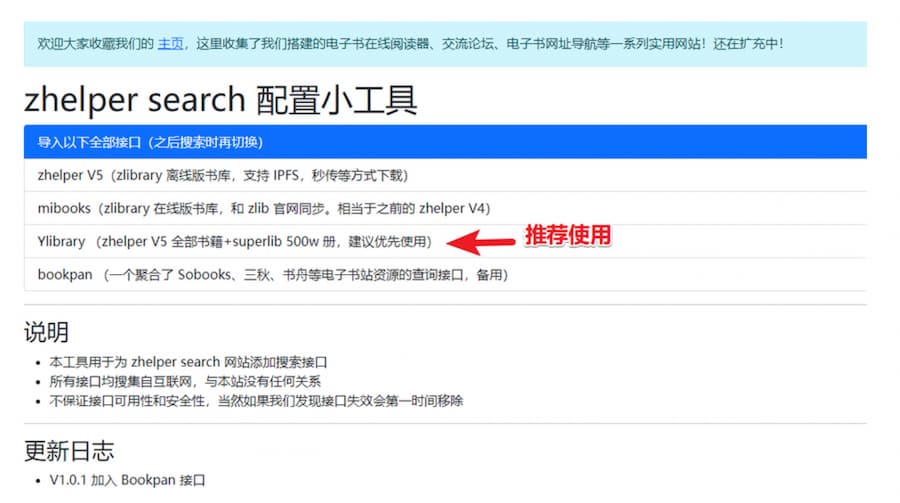 欢迎大家收藏我们的 主页，这里收集了我们搭建的电子书在线阅读器、交流论坛、电子书网址导航等一系列实用网站！还在扩充中！
zhelper search 配置小工具
导入以下全部接口（之后搜索时再切换）
zhelper V5（zlibrary 离线版书库，支持 IPFS，秒传等方式下载）
mibooks（zlibrary 在线版书库，和 zlib 官网同步。相当于之前的 zhelper V4）
Ylibrary （zhelper V5 全部书籍+superlib 500w 册，建议优先使用）
推荐使用
bookpan （一个聚合了 Sobooks、三秋、书舟等电子书站资源的查询接口，备用）
说明
• 本工具用于为 zhelper search 网站添加搜索接口
• 所有接口均搜集自互联网，与本站没有任何关系
• 不保证接口可用性和安全性，当然如果我们发现接口失效会第一时间移除
更新日志
• V1.0.1 加入 Bookpan 接口